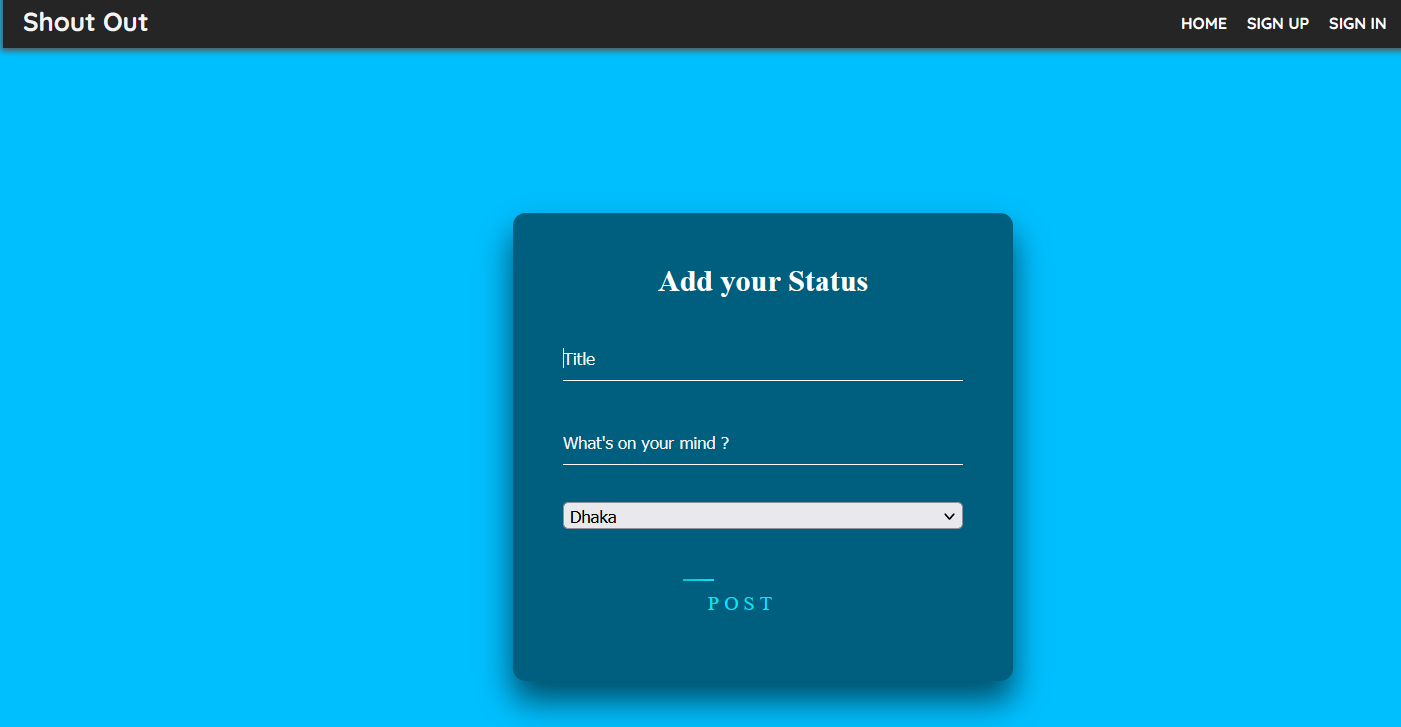 Shout Out
HOME SIGN UP SIGN IN
Add your Status
Title
What's on your mind ?
Dhaka
POST